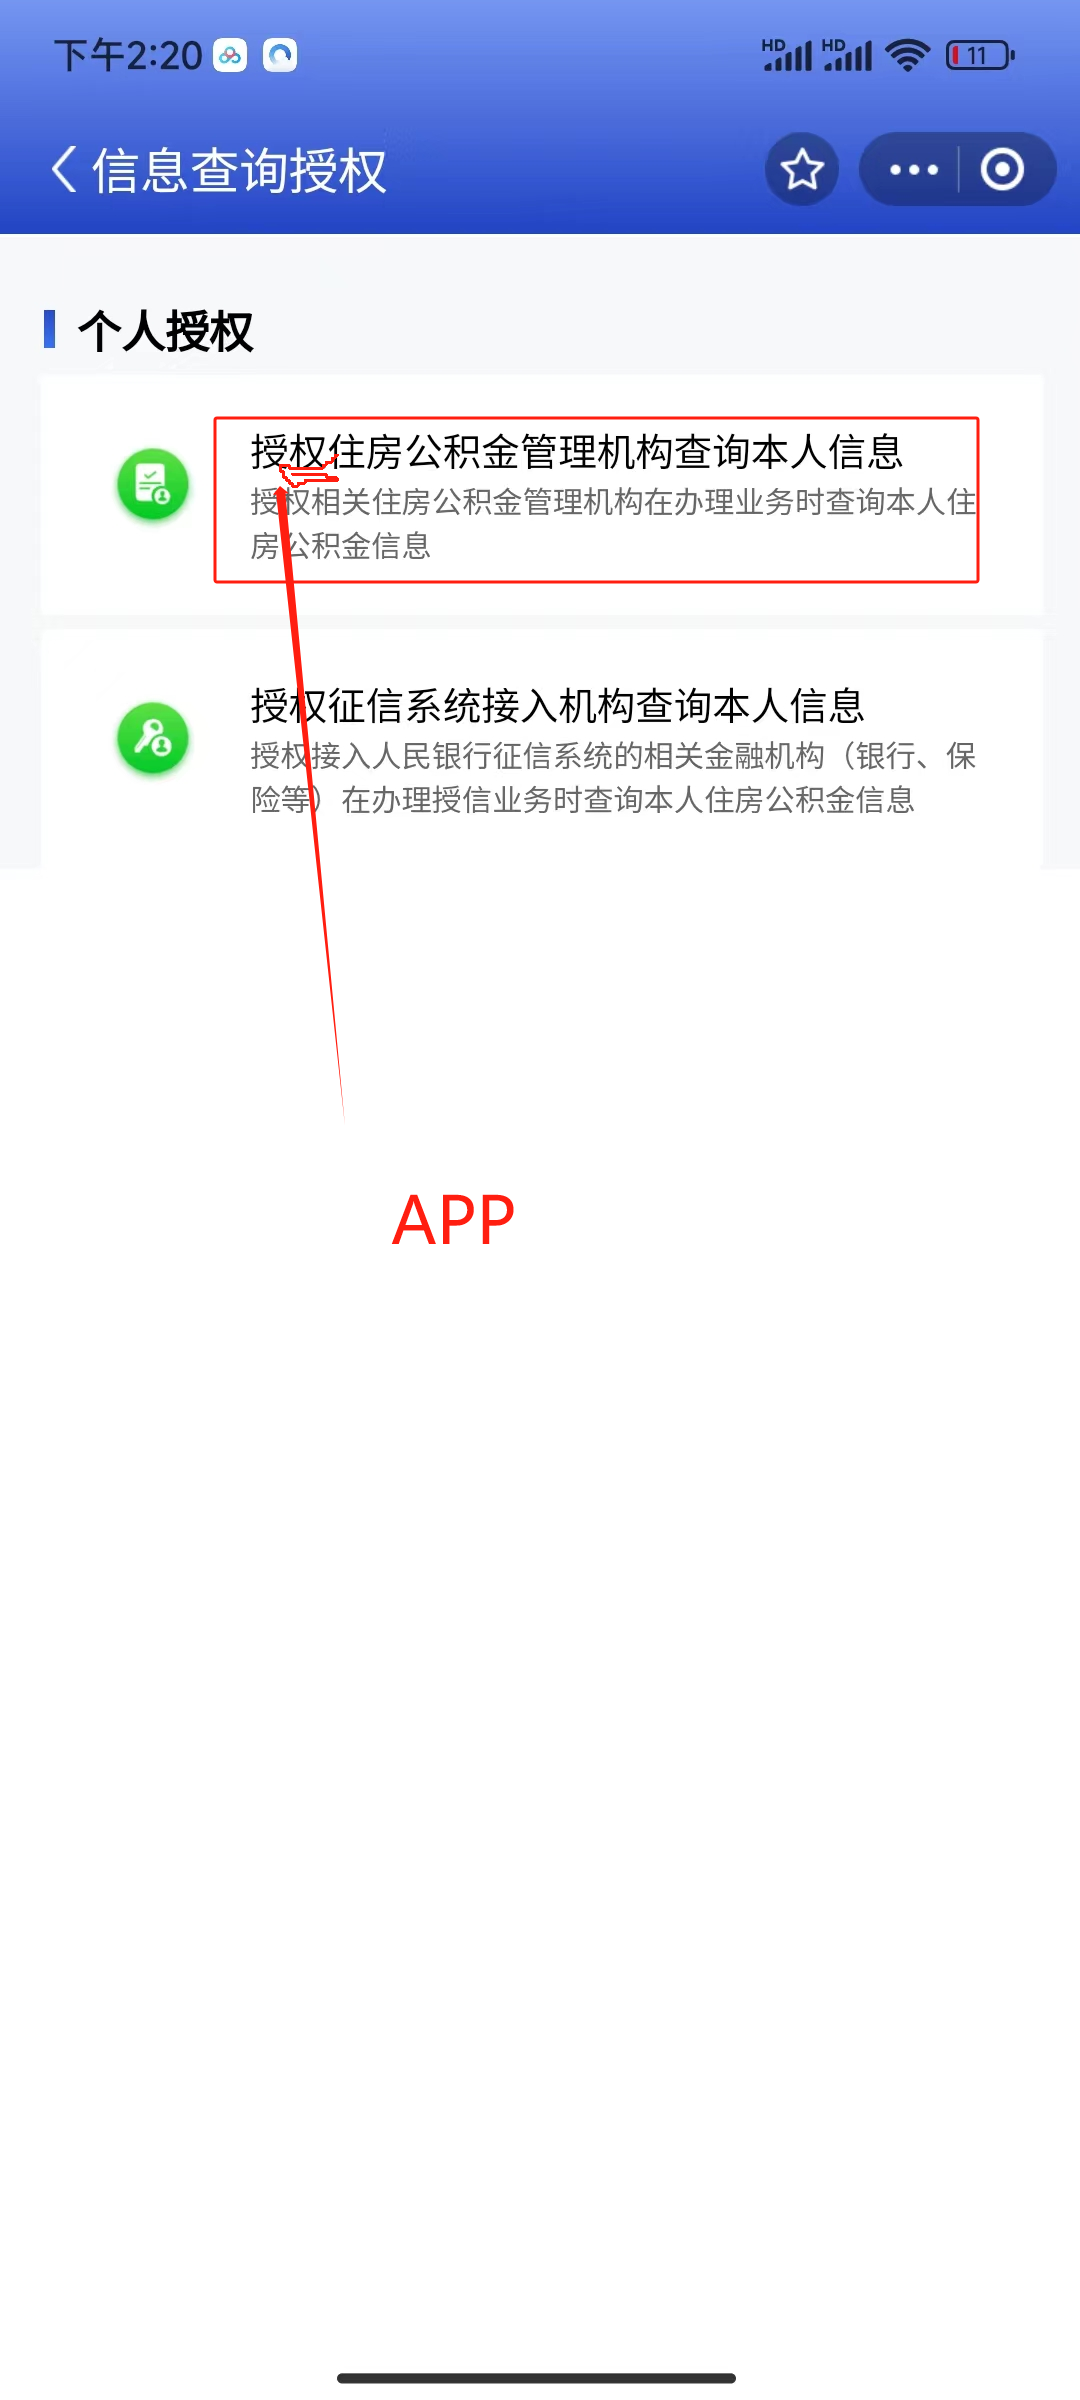 下午2:20
HD HD 11
信息查询授权
个人授权
授权住房公积金管理机构查询本人信息
授权相关住房公积金管理机构在办理业务时查询本人住
房公积金信息
授权征信系统接入机构查询本人信息
授权接入人民银行征信系统的相关金融机构（银行、保
险等）在办理授信业务时查询本人住房公积金信息
APP